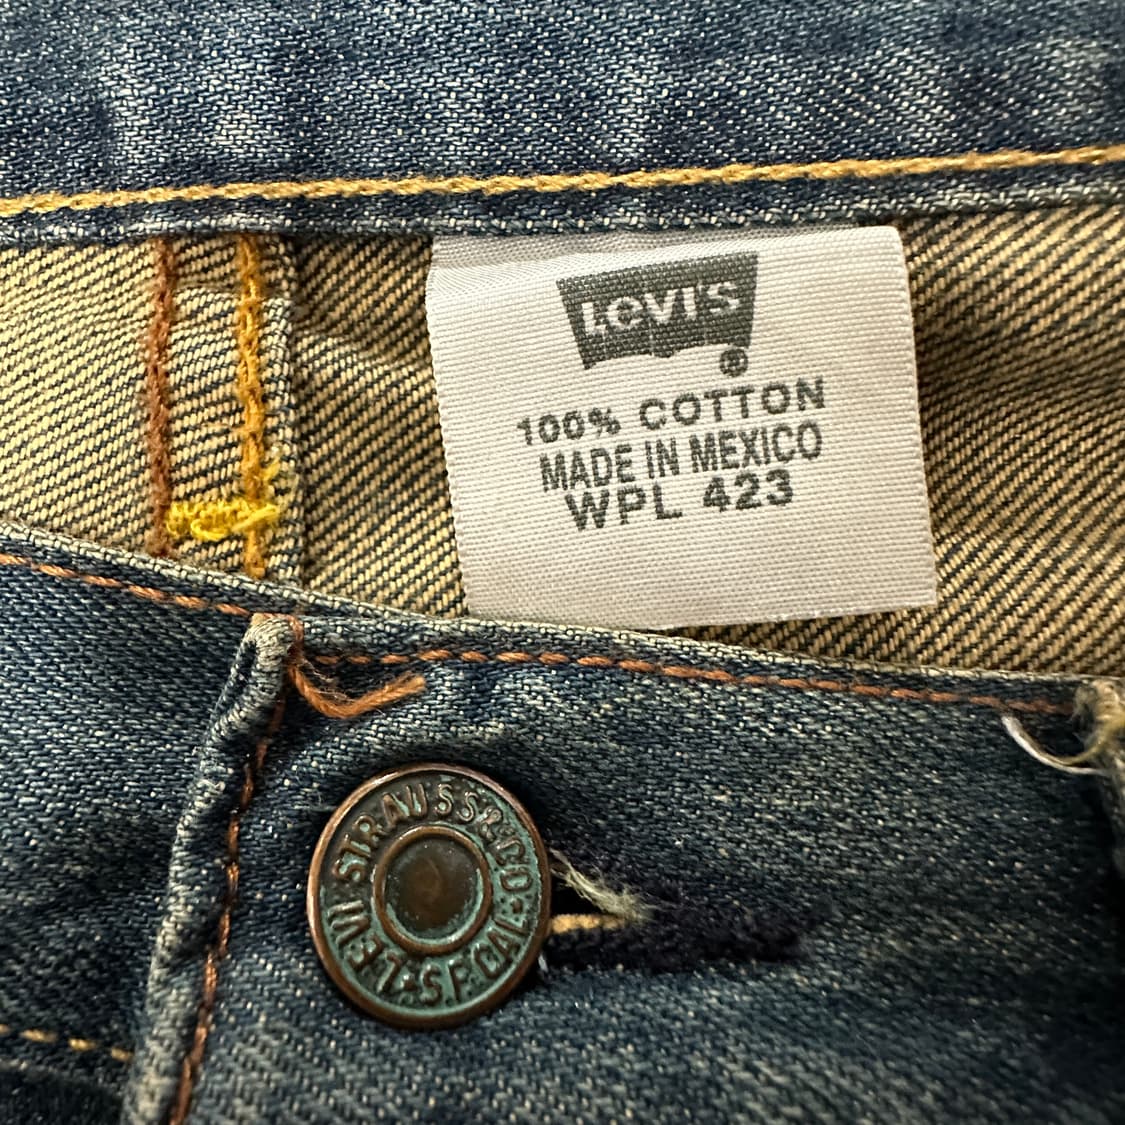 LEVI'S
®
100% COTTON
MADE IN MEXICO
WPL 423
LEVI STRAUSS & CO
S.F. CAL